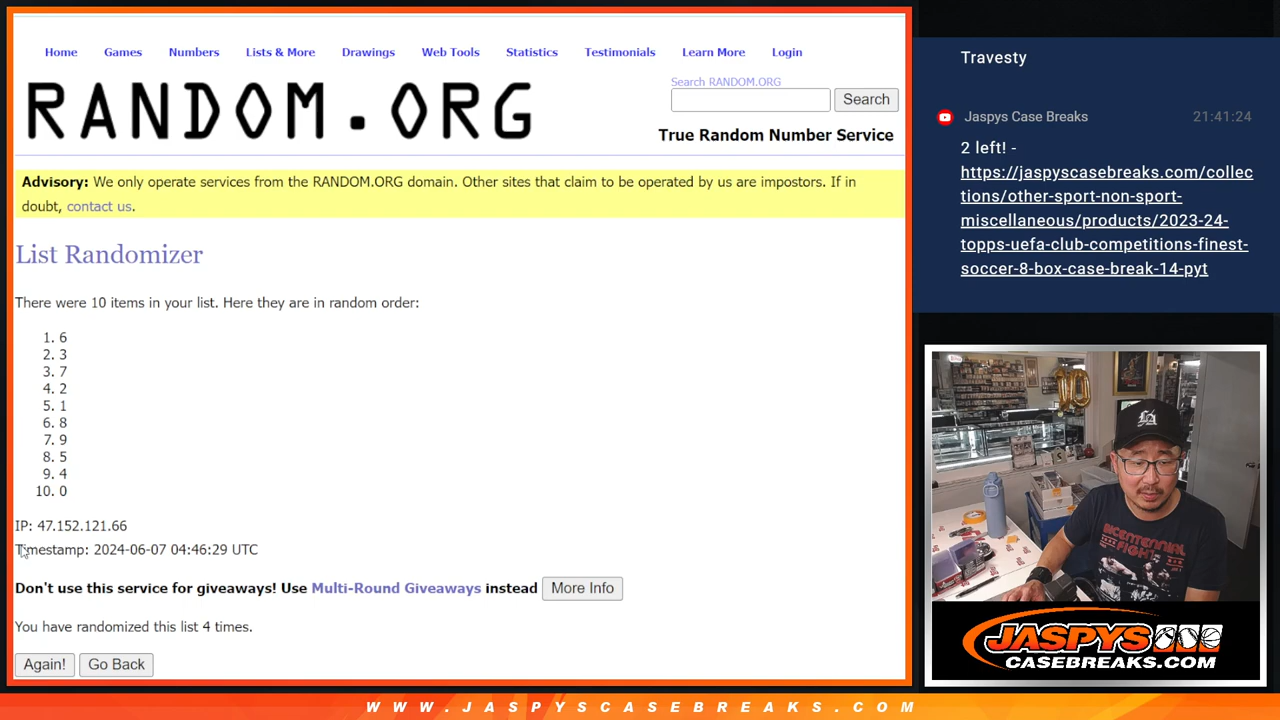 Home Games Numbers Lists & More Drawings Web Tools Statistics Testimonials Learn More Login
RANDOM.ORG
Search RANDOM.ORG
Search
True Random Number Service
Advisory: We only operate services from the RANDOM.ORG domain. Other sites that claim to be operated by us are impostors. If in
doubt, contact us.
List Randomizer
There were 10 items in your list. Here they are in random order:
1. 6
2. 3
3. 7
4. 2
5. 1
6. 8
7. 9
8. 5
9. 4
10. 0
IP: 47.152.121.66
Timestamp: 2024-06-07 04:46:29 UTC
Don't use this service for giveaways! Use Multi-Round Giveaways instead More Info
You have randomized this list 4 times.
Again! Go Back
Travesty
Jaspys Case Breaks 21:41:24
2 left! -
https://jaspyscasebreaks.com/collec
tions/other-sport-non-sport-
miscellaneous/products/2023-24-
topps-uefa-club-competitions-finest-
soccer-8-box-case-break-14-pyt
10
LA
BICENTENNIAL
FIGHT
JASPYS
CASEBREAKS.COM
WWW.JASPYSCASEBREAKS.COM